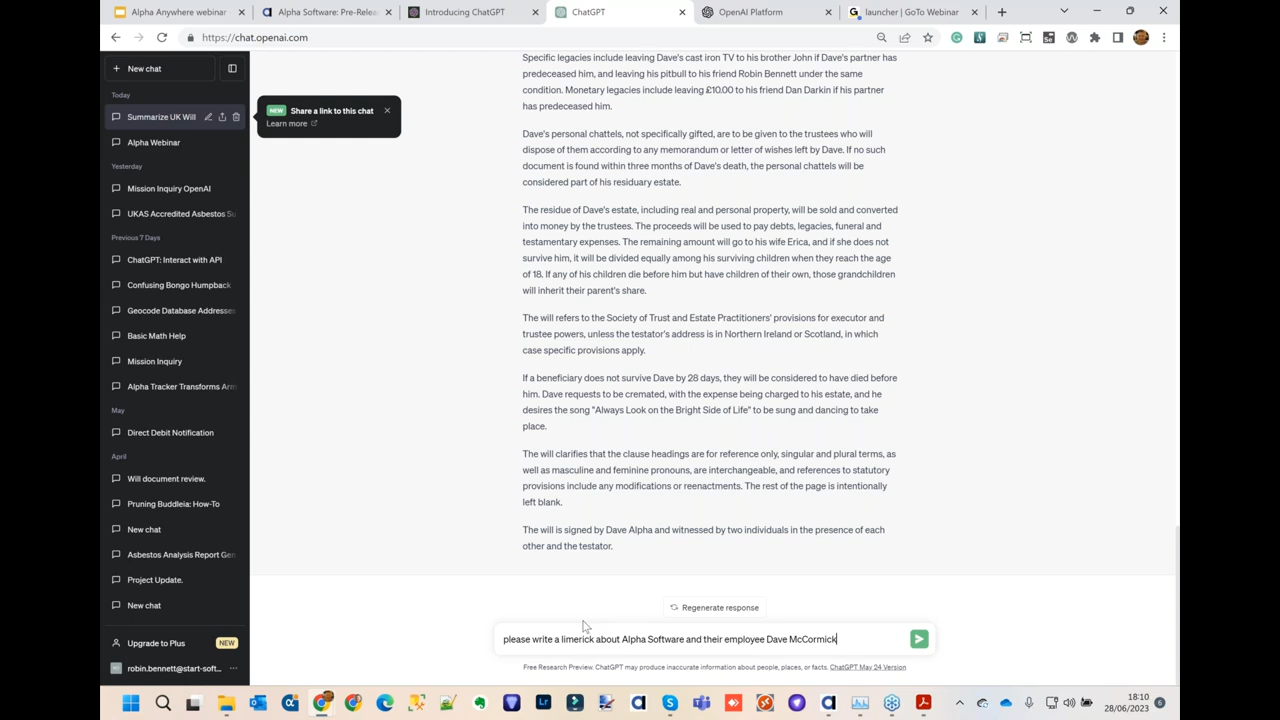 Alpha Anywhere webinar -
Alpha Software: Pre-Relea
Introducing ChatGPT
ChatGPT
OpenAI Platform
launcher | GoTo Webinar
https://chat.openai.com
New chat
Today
Summarize UK Will
Alpha Webinar
Yesterday
Mission Inquiry OpenAI
UKAS Accredited Asbestos Su
Previous 7 Days
ChatGPT: Interact with API
Confusing Bongo Humpback
Geocode Database Addresses
Basic Math Help
Mission Inquiry
Alpha Tracker Transforms Arm
May
Direct Debit Notification
April
Will document review.
Pruning Buddleia: How-To
New chat
Asbestos Analysis Report Gen
Project Update.
New chat
Upgrade to Plus
NEW
robin.bennett@start-soft...
NEW Share a link to this chat
Learn more
Specific legacies include leaving Dave's cast iron TV to his brother John if Dave's partner has
predeceased him, and leaving his pitbull to his friend Robin Bennett under the same
condition. Monetary legacies include leaving £10.00 to his friend Dan Darkin if his partner
has predeceased him.
Dave's personal chattels, not specifically gifted, are to be given to the trustees who will
dispose of them according to any memorandum or letter of wishes left by Dave. If no such
document is found within three months of Dave's death, the personal chattels will be
considered part of his residuary estate.
The residue of Dave's estate, including real and personal property, will be sold and converted
into money by the trustees. The proceeds will be used to pay debts, legacies, funeral and
testamentary expenses. The remaining amount will go to his wife Erica, and if she does not
survive him, it will be divided equally among his surviving children when they reach the age
of 18. If any of his children die before him but have children of their own, those grandchildren
will inherit their parent's share.
The will refers to the Society of Trust and Estate Practitioners' provisions for executor and
trustee powers, unless the testator's address is in Northern Ireland or Scotland, in which
case specific provisions apply.
If a beneficiary does not survive Dave by 28 days, they will be considered to have died before
him. Dave requests to be cremated, with the expense being charged to his estate, and he
desires the song "Always Look on the Bright Side of Life" to be sung and dancing to take
place.
The will clarifies that the clause headings are for reference only, singular and plural terms, as
well as masculine and feminine pronouns, are interchangeable, and references to statutory
provisions include any modifications or reenactments. The rest of the page is intentionally
left blank.
The will is signed by Dave Alpha and witnessed by two individuals in the presence of each
other and the testator.
Regenerate response
please write a limerick about Alpha Software and their employee Dave McCormick
Free Research Preview. ChatGPT may produce inaccurate information about people, places, or facts. ChatGPT May 24 Version
18:10
28/06/2023
6